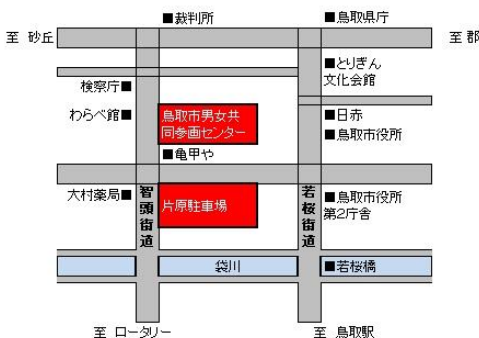 ■裁判所
■鳥取県庁
至 砂丘
至 郡
■とりぎん
文化会館
検察庁■
わらべ館■
鳥取市男女共
同参画センター
■日赤
■鳥取市役所
■亀甲や
大村薬局■
智頭街道
片原駐車場
若桜街道
■鳥取市役所
第2庁舎
袋川
■若桜橋
至 ロータリー
至 鳥取駅